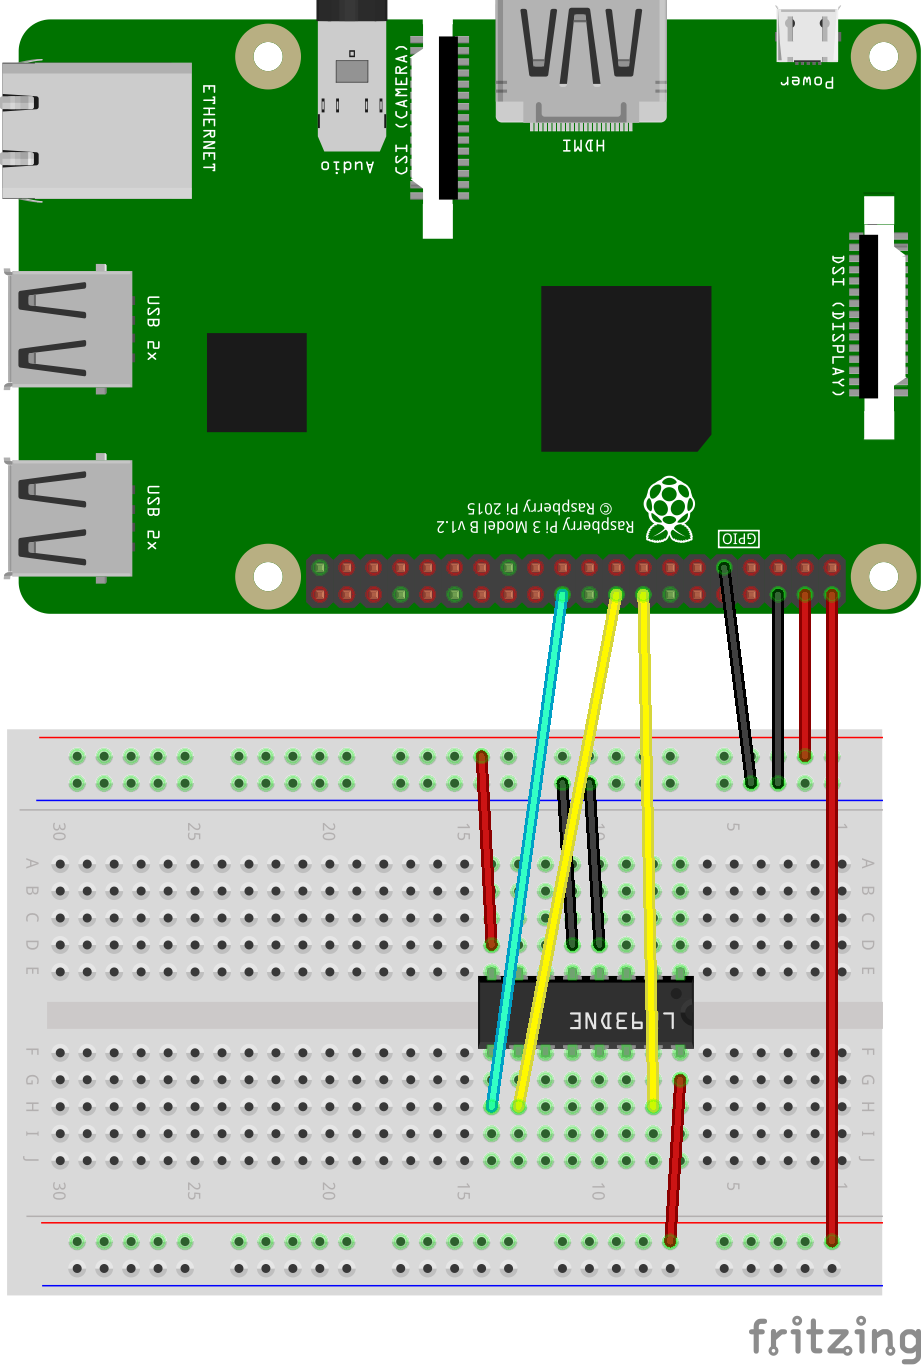 Power
Audio
CSI (CAMERA)
ETHERNET
HDMI
DSI (DISPLAY)
USB 2x
USB 2x
© Raspberry Pi 2015
Raspberry Pi 3 Model B v1.2
GPIO
30 25 20 15 10 5 1
A A
B B
C C
D D
E E
L293DNE
F F
G G
H H
I I
J J
30 25 20 15 10 5 1
fritzing